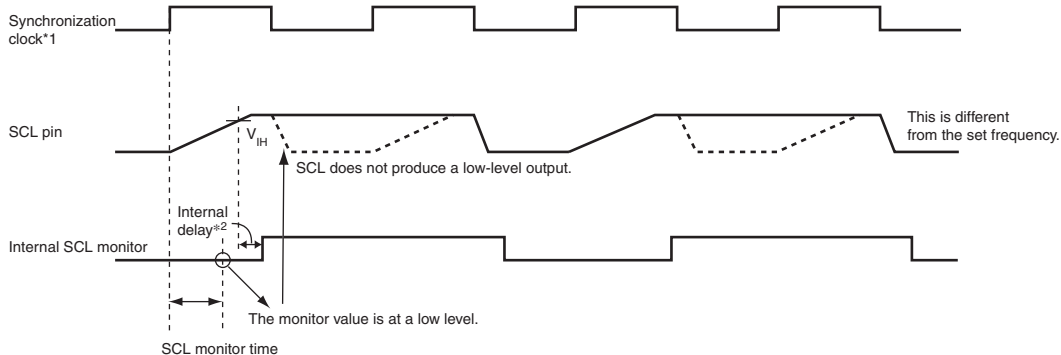 Synchronization
clock*1
SCL pin
VIH
This is different
from the set frequency.
SCL does not produce a low-level output.
Internal
delay*2
Internal SCL monitor
The monitor value is at a low level.
SCL monitor time